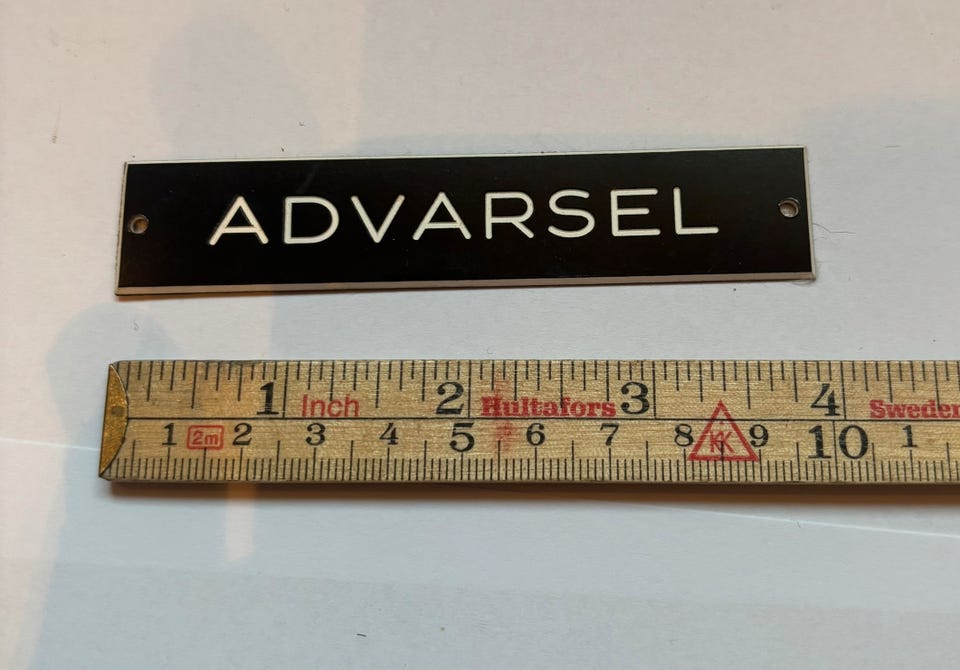 ADVARSEL
1 Inch 2 Hultafors 3 4 Sweden
1 2m 2 3 4 5 6 7 8 KK 9 10 1